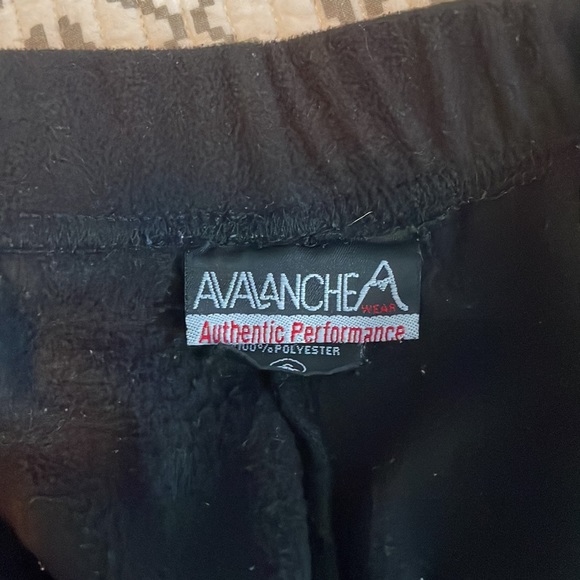 AVALANCHE
WEAR
Authentic Performance
100% POLYESTER